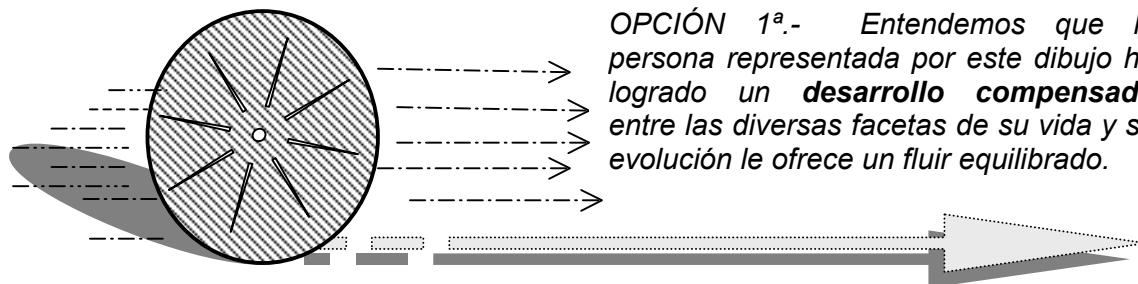 OPCIÓN 1ª.- Entendemos que l
persona representada por este dibujo h
logrado un desarrollo compensad
entre las diversas facetas de su vida y s
evolución le ofrece un fluir equilibrado.